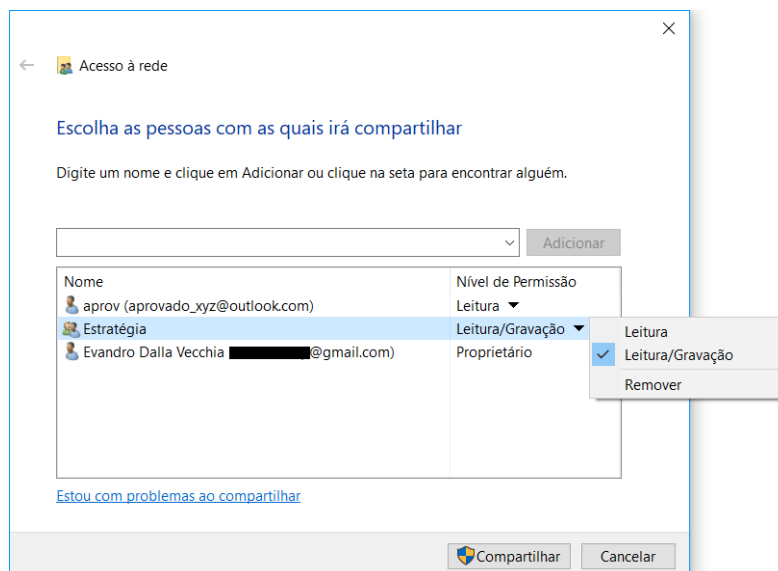 Acesso à rede
Escolha as pessoas com as quais irá compartilhar
Digite um nome e clique em Adicionar ou clique na seta para encontrar alguém.
Adicionar
Nome Nível de Permissão
aprov (aprovado_xyz@outlook.com) Leitura
Estratégia Leitura/Gravação
Evandro Dalla Vecchia @gmail.com) Proprietário
Leitura
Leitura/Gravação
Remover
Estou com problemas ao compartilhar
Compartilhar Cancelar